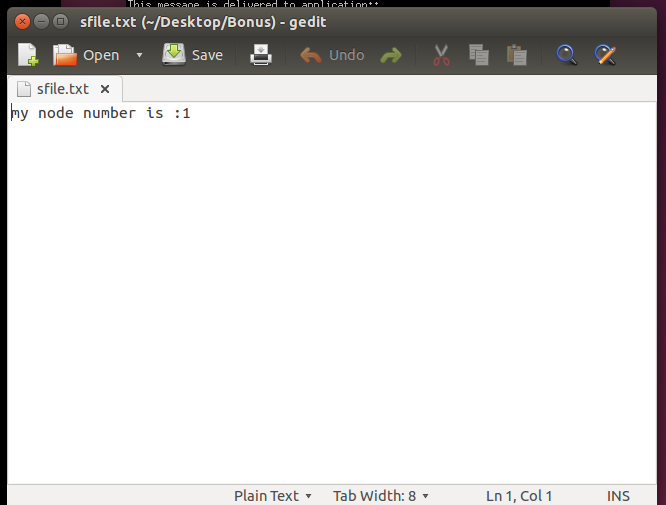 This message is delivered to application**
sfile.txt (~/Desktop/Bonus) - gedit
Open Save Undo
sfile.txt
my node number is :1
Plain Text Tab Width: 8 Ln 1, Col 1 INS